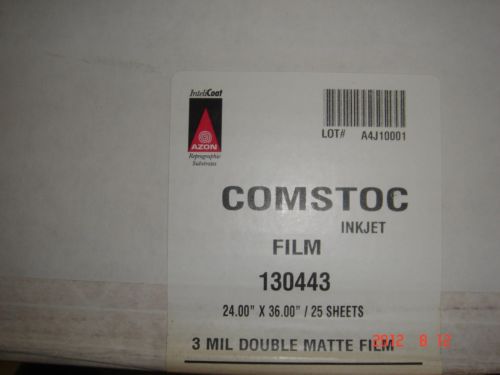 InteliCoat
AZON
Reprographic
Substrates
LOT# A4J10001
COMSTOC
INKJET
FILM
130443
24.00" X 36.00" / 25 SHEETS
3 MIL DOUBLE MATTE FILM
2012 8 12